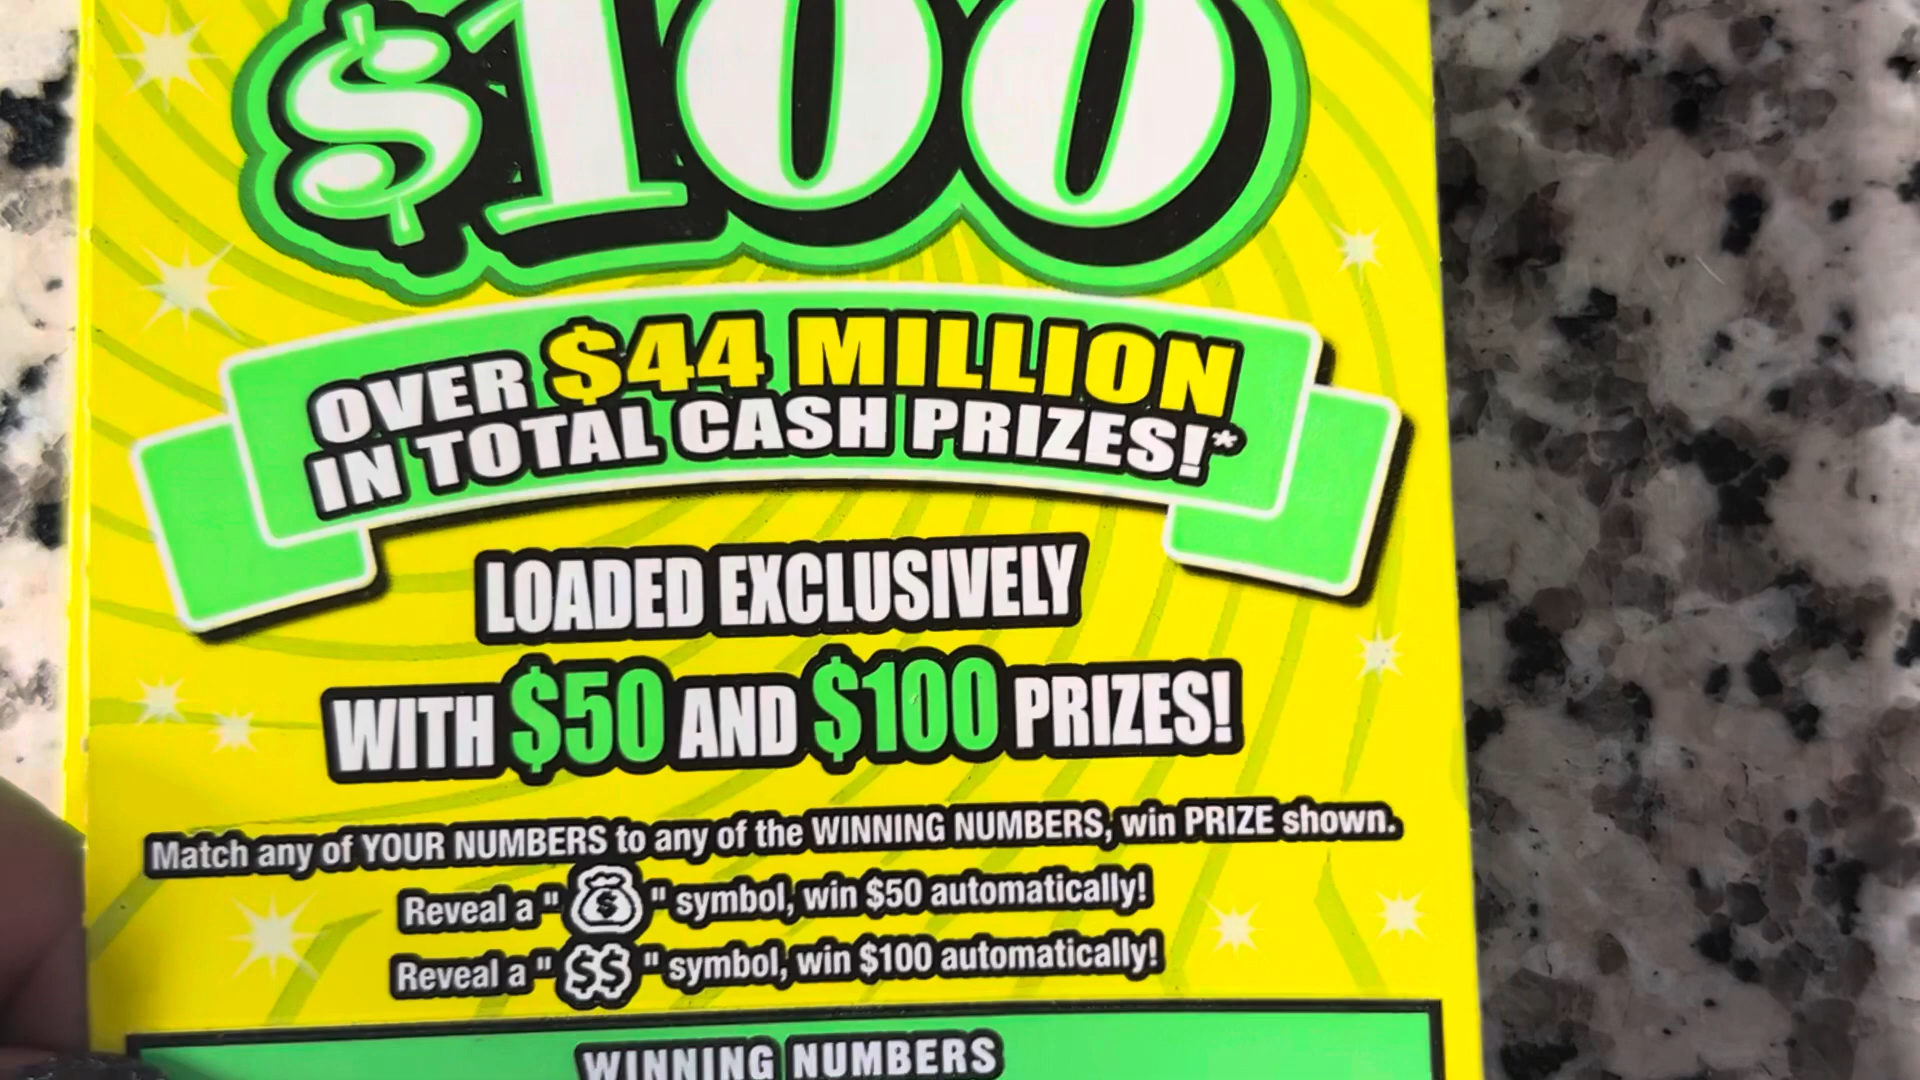 $100
OVER $44 MILLION
IN TOTAL CASH PRIZES!*
LOADED EXCLUSIVELY
WITH $50 AND $100 PRIZES!
Match any of YOUR NUMBERS to any of the WINNING NUMBERS, win PRIZE shown.
Reveal a " $ " symbol, win $50 automatically!
Reveal a " $$ " symbol, win $100 automatically!
WINNING NUMBERS